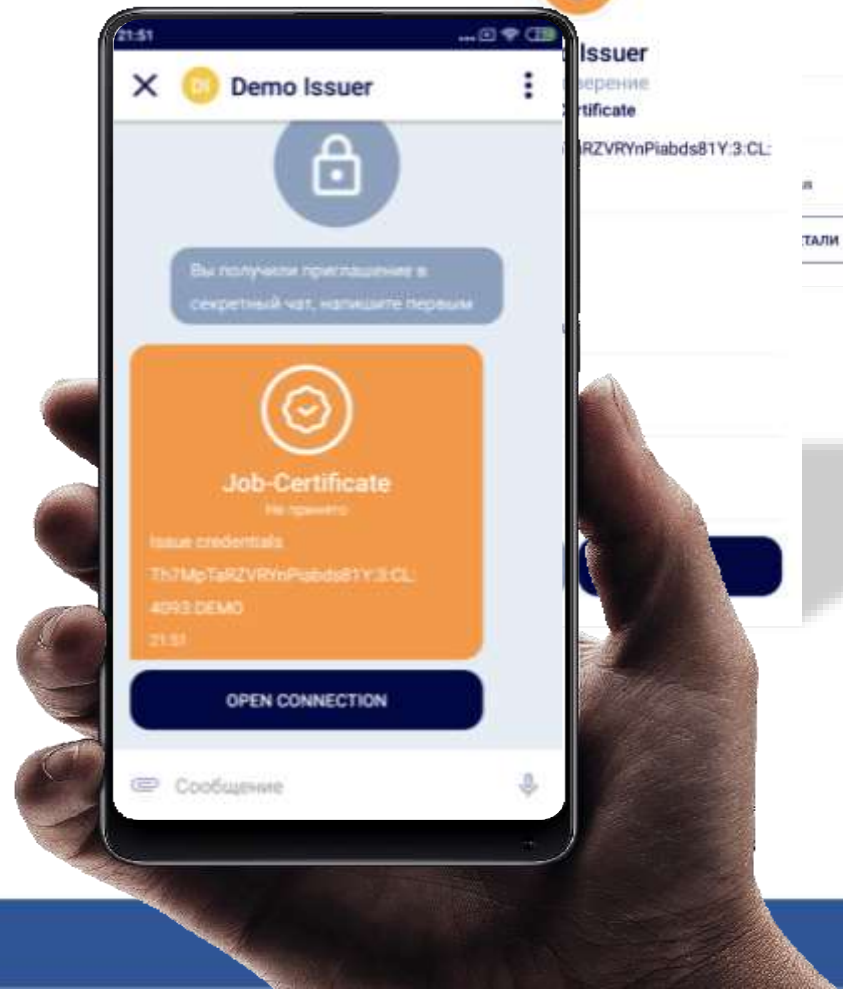 21:51
Demo Issuer
Вы получили приглашение в
секретный чат, напишите первым
Job-Certificate
Не принято
Issue credentials
Th7MpTaRZVRYnPiabds81Y:3:CL:
4093:DEMO
21:51
OPEN CONNECTION
Сообщение
Issuer
верение
rtificate
RZVRYnPiabds81Y:3:CL:
ТАЛИ